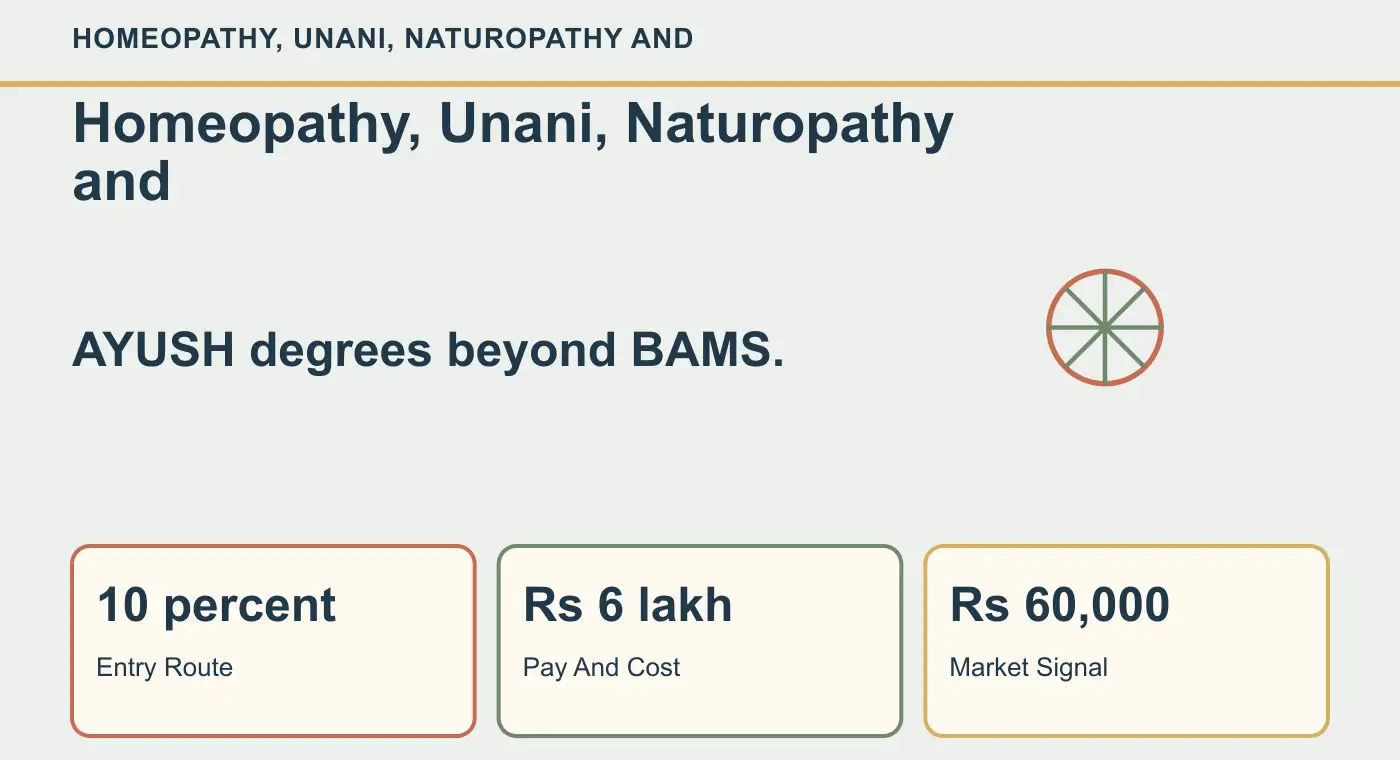 HOMEOPATHY, UNANI, NATUROPATHY AND
Homeopathy, Unani, Naturopathy
and
AYUSH degrees beyond BAMS.
10 percent
Entry Route
Rs 6 lakh
Pay And Cost
Rs 60,000
Market Signal